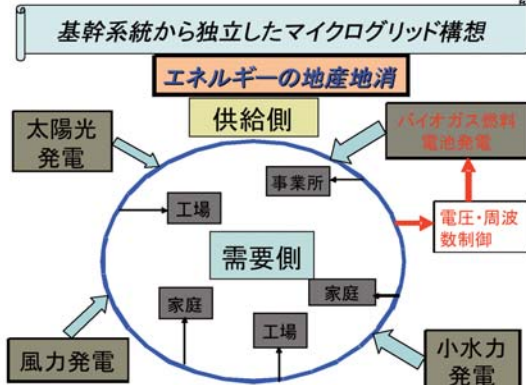 基幹系統から独立したマイクログリッド構想
エネルギーの地産地消
供給側
太陽光
発電
バイオガス燃料
電池発電
事業所
工場
電圧・周波
数制御
需要側
家庭
家庭
工場
風力発電
小水力
発電